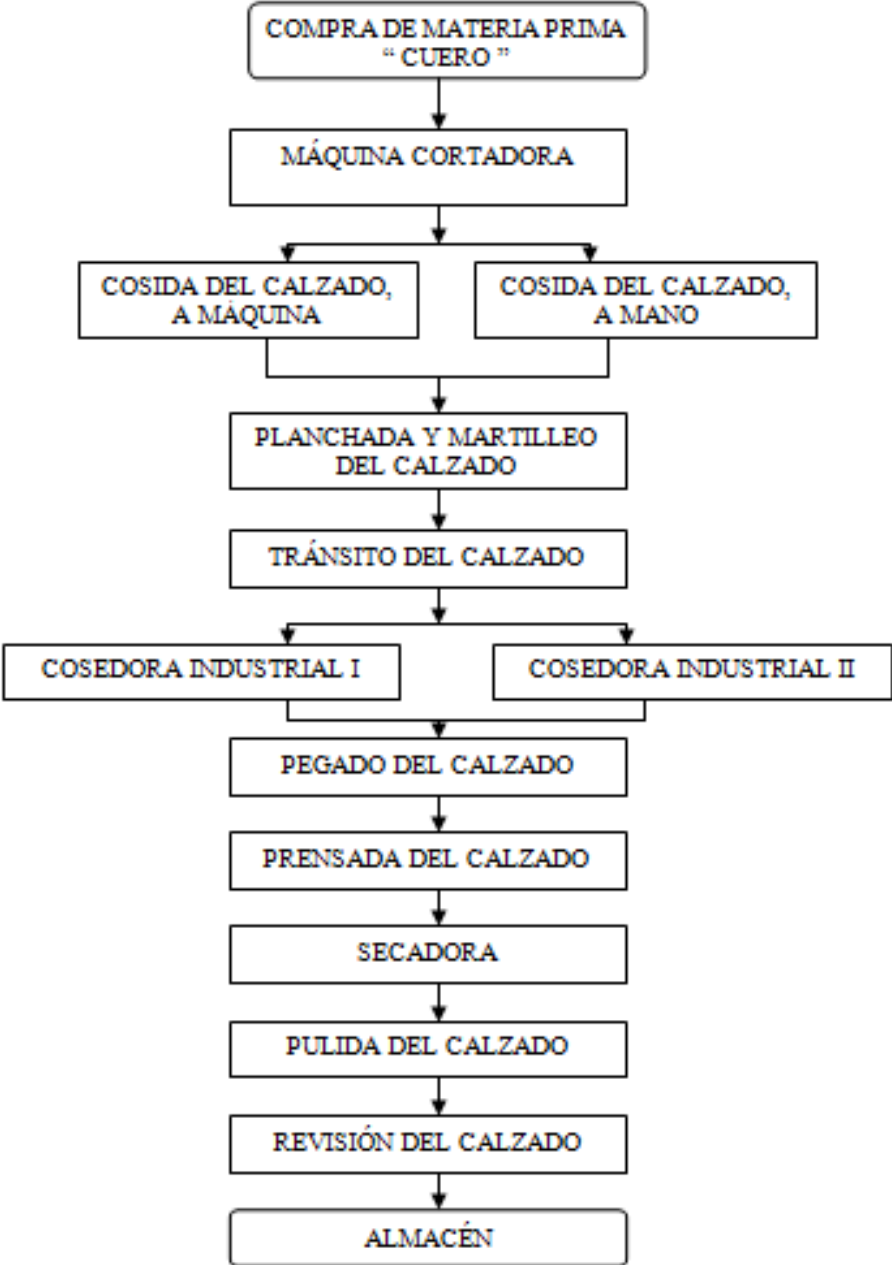 COMPRA DE MATERIA PRIMA
“ CUERO ”
MÁQUINA CORTADORA
COSIDA DEL CALZADO,
A MÁQUINA
COSIDA DEL CALZADO,
A MANO
PLANCHADA Y MARTILLEO
DEL CALZADO
TRÁNSITO DEL CALZADO
COSEDORA INDUSTRIAL I
COSEDORA INDUSTRIAL II
PEGADO DEL CALZADO
PRENSADA DEL CALZADO
SECADORA
PULIDA DEL CALZADO
REVISIÓN DEL CALZADO
ALMACÉN